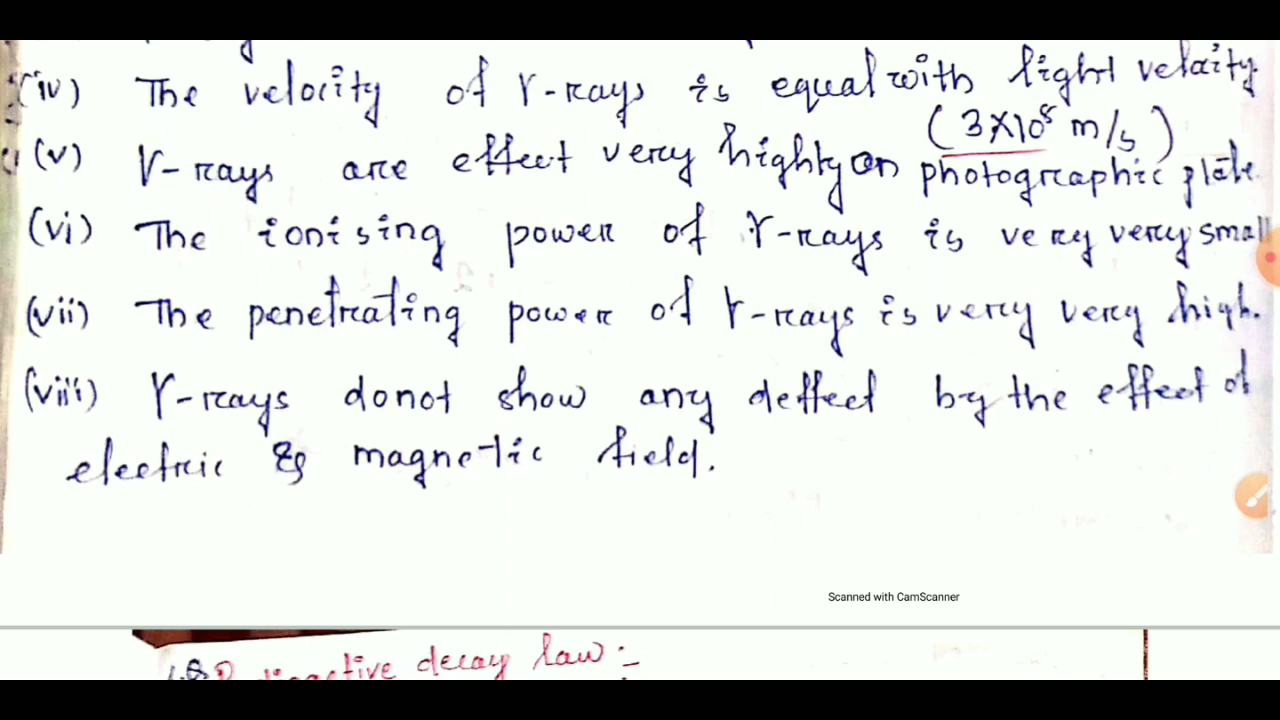 (iv) The velocity of γ-rays is equal with light velocity
(3×10⁸ m/s)
(v) γ-rays are effect very highly on photographic plate.
(vi) The ionising power of γ-rays is very very small
(vii) The penetrating power of γ-rays is very very high.
(viii) γ-rays donot show any deffect by the effect of
electric & magnetic field.
Scanned with CamScanner
decay law :-